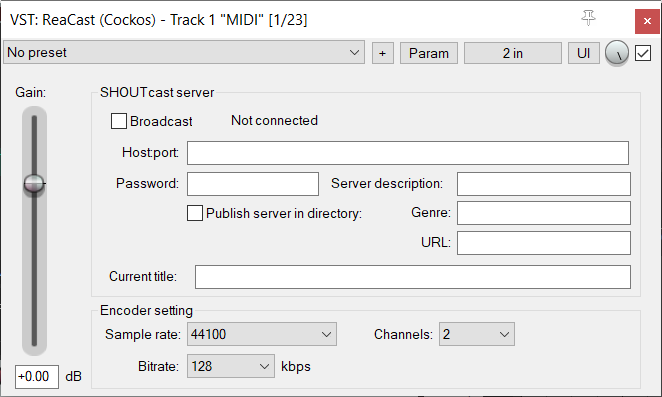 VST: ReaCast (Cockos) - Track 1 "MIDI" [1/23]
No preset + Param 2 in UI
Gain: SHOUTcast server
Broadcast Not connected
Host:port:
Password: Server description:
Publish server in directory: Genre:
URL:
Current title:
Encoder setting
Sample rate: 44100 Channels: 2
Bitrate: 128 kbps
+0.00 dB